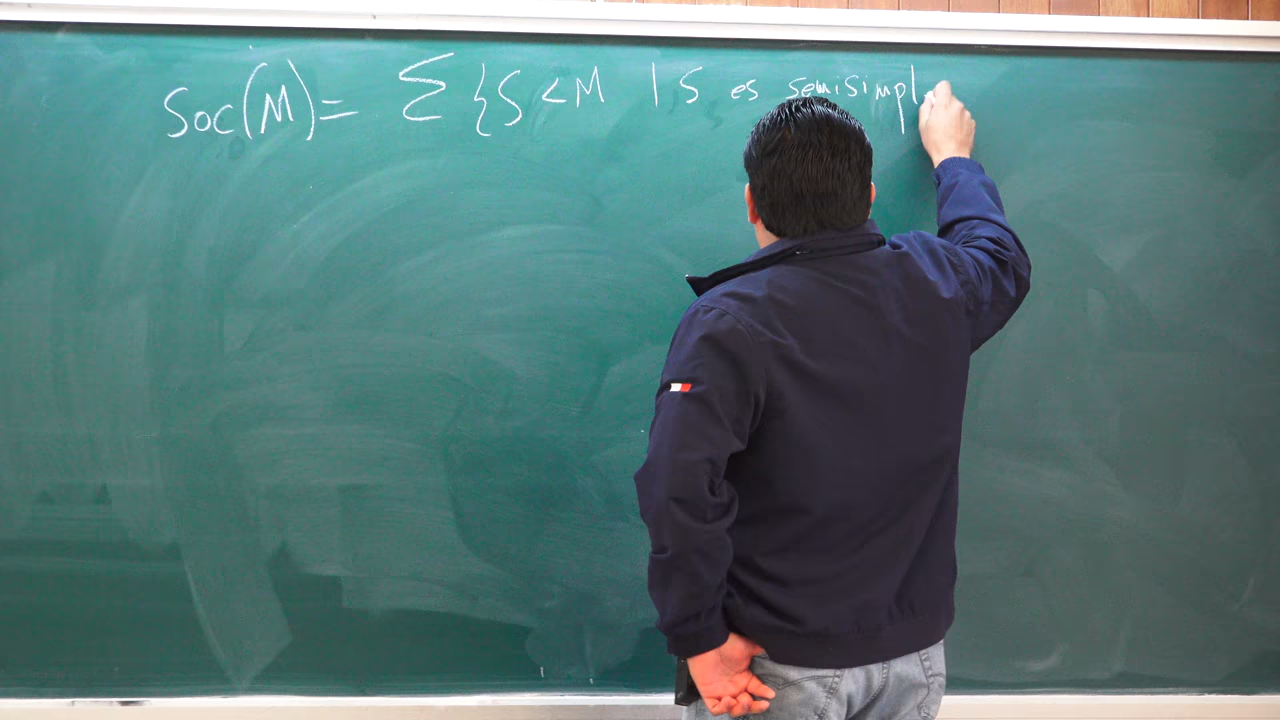 Soc(M) = Σ {S < M | S es semisimpl